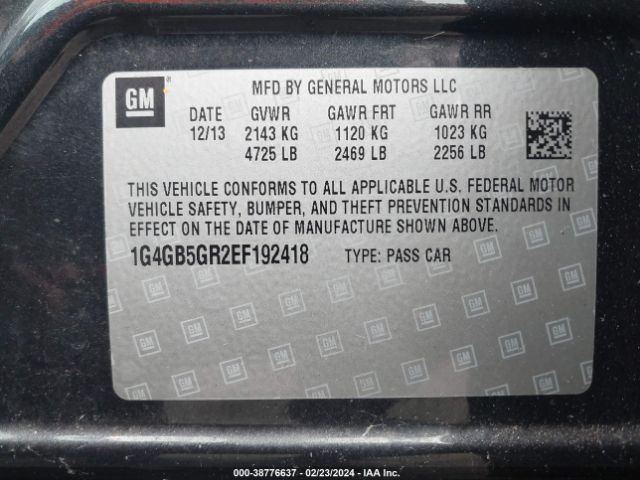 GM
MFD BY GENERAL MOTORS LLC
DATE GVWR GAWR FRT GAWR RR
12/13 2143 KG 1120 KG 1023 KG
4725 LB 2469 LB 2256 LB
THIS VEHICLE CONFORMS TO ALL APPLICABLE U.S. FEDERAL MOTOR
VEHICLE SAFETY, BUMPER, AND THEFT PREVENTION STANDARDS IN
EFFECT ON THE DATE OF MANUFACTURE SHOWN ABOVE.
1G4GB5GR2EF192418 TYPE: PASS CAR
000-38776637 - 02/23/2024 - IAA Inc.